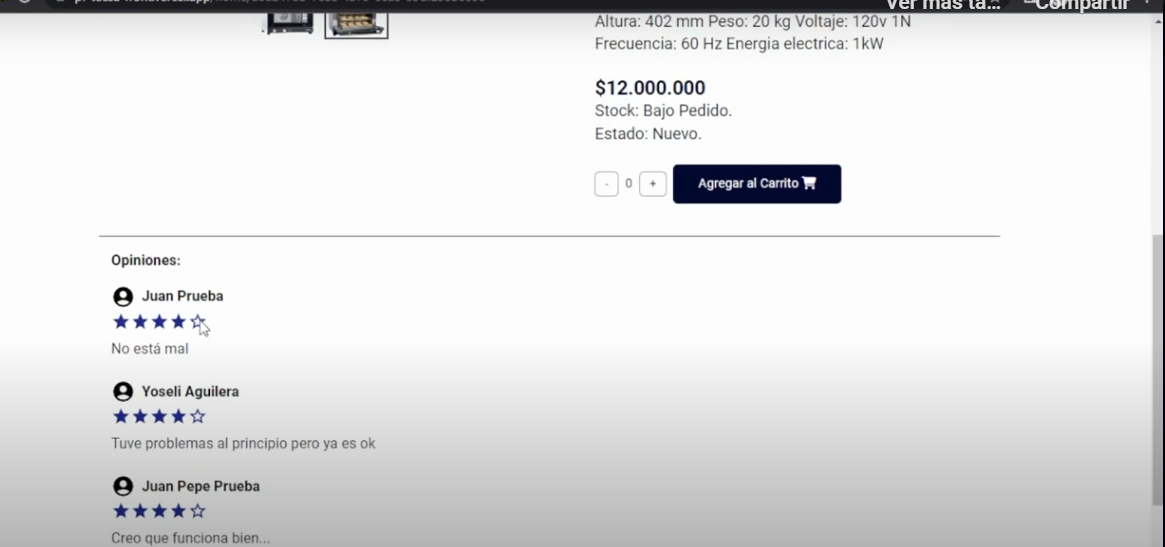 Ver más ta...
Compartir
Altura: 402 mm Peso: 20 kg Voltaje: 120v 1N
Frecuencia: 60 Hz Energia electrica: 1kW
$12.000.000
Stock: Bajo Pedido.
Estado: Nuevo.
- 0 +
Agregar al Carrito
Opiniones:
Juan Prueba
No está mal
Yoseli Aguilera
Tuve problemas al principio pero ya es ok
Juan Pepe Prueba
Creo que funciona bien...